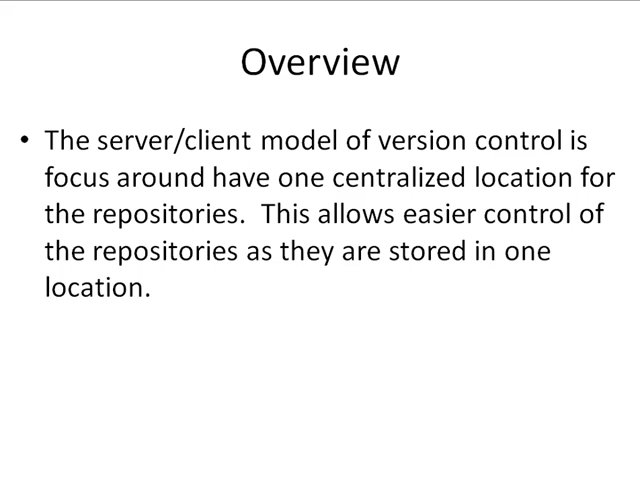 Overview
• The server/client model of version control is
focus around have one centralized location for
the repositories.  This allows easier control of
the repositories as they are stored in one
location.